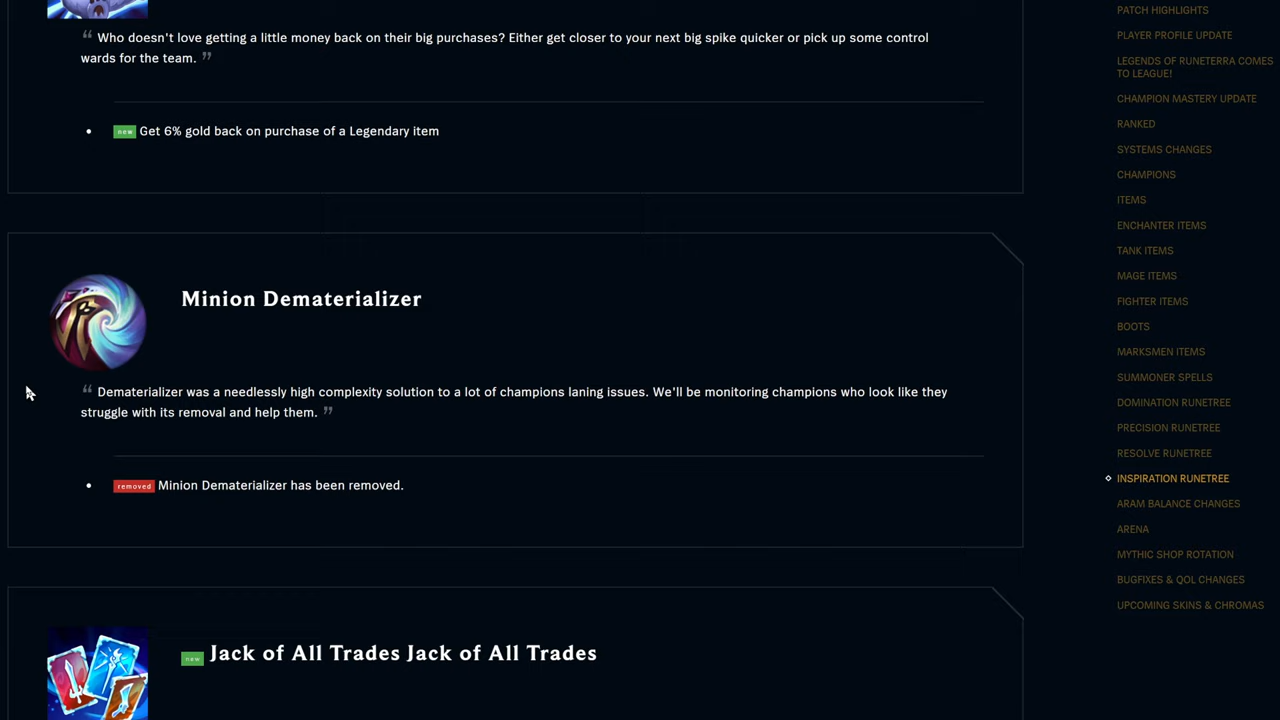 “ Who doesn't love getting a little money back on their big purchases? Either get closer to your next big spike quicker or pick up some control
wards for the team. ”
• new Get 6% gold back on purchase of a Legendary item
Minion Dematerializer
“ Dematerializer was a needlessly high complexity solution to a lot of champions laning issues. We'll be monitoring champions who look like they
struggle with its removal and help them. ”
• removed Minion Dematerializer has been removed.
new Jack of All Trades Jack of All Trades
PATCH HIGHLIGHTS
PLAYER PROFILE UPDATE
LEGENDS OF RUNETERRA COMES
TO LEAGUE!
CHAMPION MASTERY UPDATE
RANKED
SYSTEMS CHANGES
CHAMPIONS
ITEMS
ENCHANTER ITEMS
TANK ITEMS
MAGE ITEMS
FIGHTER ITEMS
BOOTS
MARKSMEN ITEMS
SUMMONER SPELLS
DOMINATION RUNETREE
PRECISION RUNETREE
RESOLVE RUNETREE
INSPIRATION RUNETREE
ARAM BALANCE CHANGES
ARENA
MYTHIC SHOP ROTATION
BUGFIXES & QOL CHANGES
UPCOMING SKINS & CHROMAS